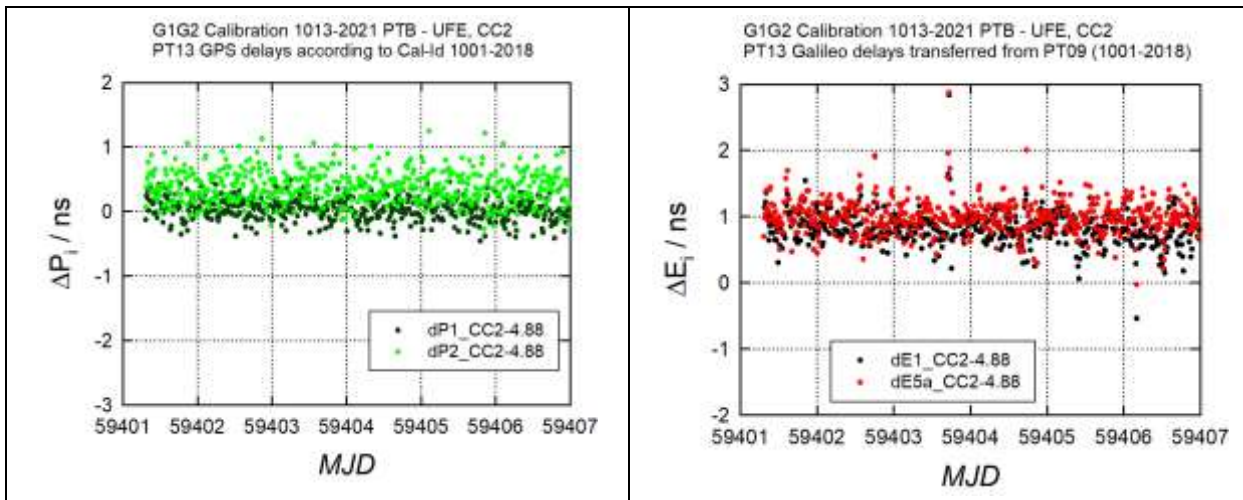 G1G2 Calibration 1013-2021 PTB - UFE, CC2
PT13 GPS delays according to Cal-Id 1001-2018
2
1
0
-1
-2
-3
ΔPi / ns
dP1_CC2-4.88
dP2_CC2-4.88
59401 59402 59403 59404 59405 59406 59407
MJD
G1G2 Calibration 1013-2021 PTB - UFE, CC2
PT13 Galileo delays transferred from PT09 (1001-2018)
3
2
1
0
-1
-2
ΔEi / ns
dE1_CC2-4.88
dE5a_CC2-4.88
59401 59402 59403 59404 59405 59406 59407
MJD